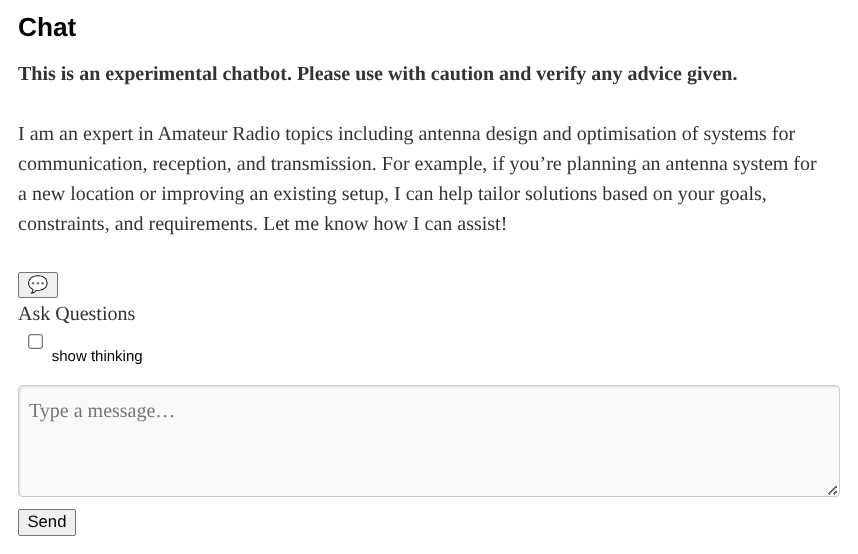 Chat
This is an experimental chatbot. Please use with caution and verify any advice given.
I am an expert in Amateur Radio topics including antenna design and optimisation of systems for
communication, reception, and transmission. For example, if you’re planning an antenna system for
a new location or improving an existing setup, I can help tailor solutions based on your goals,
constraints, and requirements. Let me know how I can assist!
Ask Questions
show thinking
Type a message…
Send